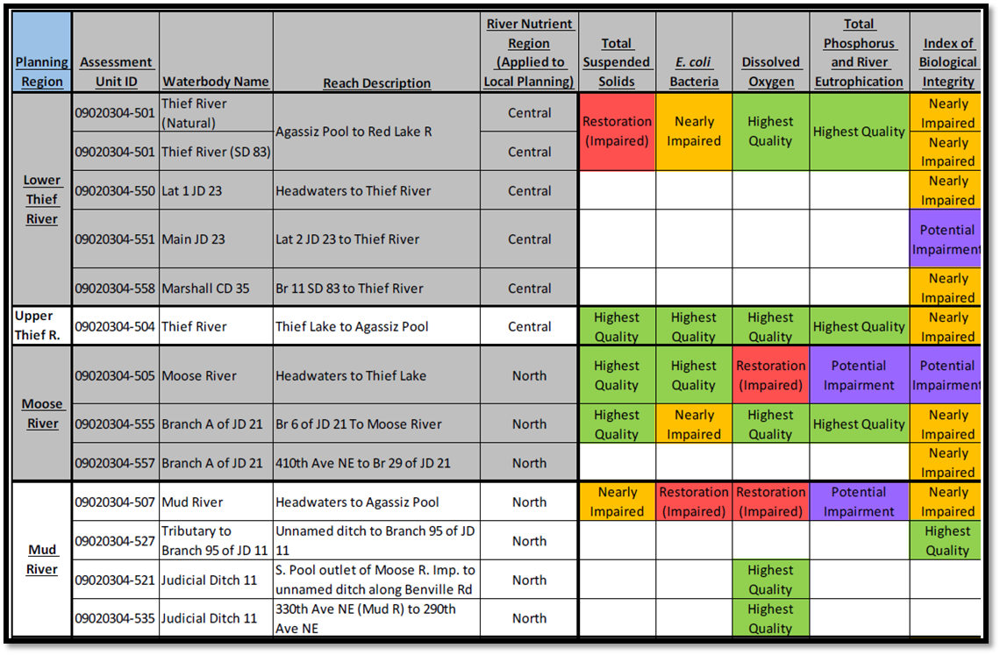 Planning Region
Assessment Unit ID
Waterbody Name
Reach Description
River Nutrient Region (Applied to Local Planning)
Total Suspended Solids
E. coli Bacteria
Dissolved Oxygen
Total Phosphorus and River Eutrophication
Index of Biological Integrity
Lower Thief River
09020304-501
Thief River (Natural)
Agassiz Pool to Red Lake R
Central
Restoration (Impaired)
Nearly Impaired
Highest Quality
Highest Quality
Nearly Impaired
09020304-501
Thief River (SD 83)
Central
Nearly Impaired
09020304-550
Lat 1 JD 23
Headwaters to Thief River
Central
Nearly Impaired
09020304-551
Main JD 23
Lat 2 JD 23 to Thief River
Central
Potential Impairment
09020304-558
Marshall CD 35
Br 11 SD 83 to Thief River
Central
Nearly Impaired
Upper Thief R.
09020304-504
Thief River
Thief Lake to Agassiz Pool
Central
Highest Quality
Highest Quality
Highest Quality
Highest Quality
Nearly Impaired
Moose River
09020304-505
Moose River
Headwaters to Thief Lake
North
Highest Quality
Highest Quality
Restoration (Impaired)
Potential Impairment
Potential Impairment
09020304-555
Branch A of JD 21
Br 6 of JD 21 To Moose River
North
Highest Quality
Nearly Impaired
Highest Quality
Highest Quality
Nearly Impaired
09020304-557
Branch A of JD 21
410th Ave NE to Br 29 of JD 21
North
Nearly Impaired
Mud River
09020304-507
Mud River
Headwaters to Agassiz Pool
North
Nearly Impaired
Restoration (Impaired)
Restoration (Impaired)
Potential Impairment
Nearly Impaired
09020304-527
Tributary to Branch 95 of JD 11
Unnamed ditch to Branch 95 of JD 11
North
Highest Quality
09020304-521
Judicial Ditch 11
S. Pool outlet of Moose R. Imp. to unnamed ditch along Benville Rd
North
Highest Quality
09020304-535
Judicial Ditch 11
330th Ave NE (Mud R) to 290th Ave NE
North
Highest Quality